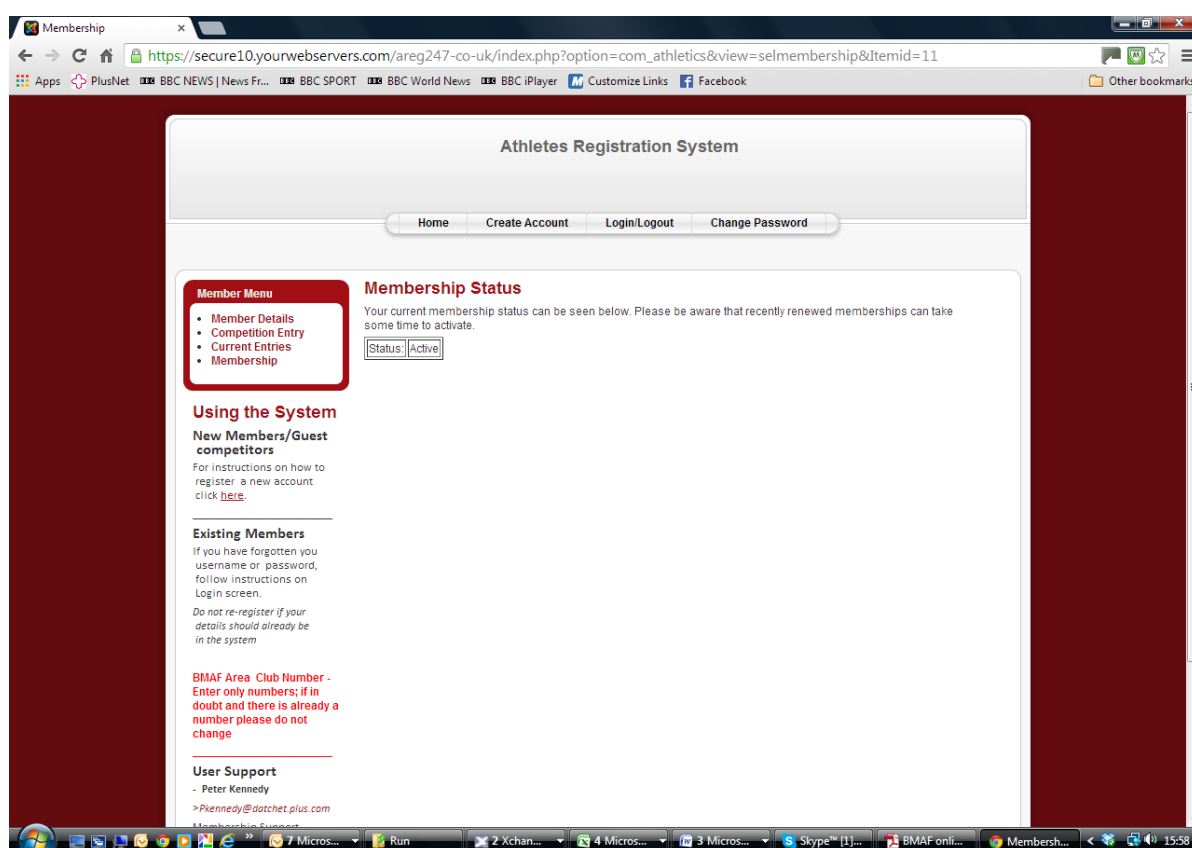 Membership
https://secure10.yourwebservers.com/areg247-co-uk/index.php?option=com_athletics&view=selmembership&Itemid=11
Apps PlusNet BBC NEWS | News Fr... BBC SPORT BBC World News BBC iPlayer Customize Links Facebook Other bookmarks
Athletes Registration System
Home Create Account Login/Logout Change Password
Member Menu
Member Details
Competition Entry
Current Entries
Membership
Membership Status
Your current membership status can be seen below. Please be aware that recently renewed memberships can take
some time to activate.
Status: Active
Using the System
New Members/Guest
competitors
For instructions on how to
register a new account
click here.
Existing Members
If you have forgotten you
username or password,
follow instructions on
Login screen.
Do not re-register if your
details should already be
in the system
BMAF Area Club Number -
Enter only numbers; if in
doubt and there is already a
number please do not
change
User Support
- Peter Kennedy
>Pkennedy@datchet.plus.com
Membership Support
7 Micros... Run 2 Xchan... 4 Micros... 3 Micros... Skype™ [1]... BMAF onli... Membersh... 15:58